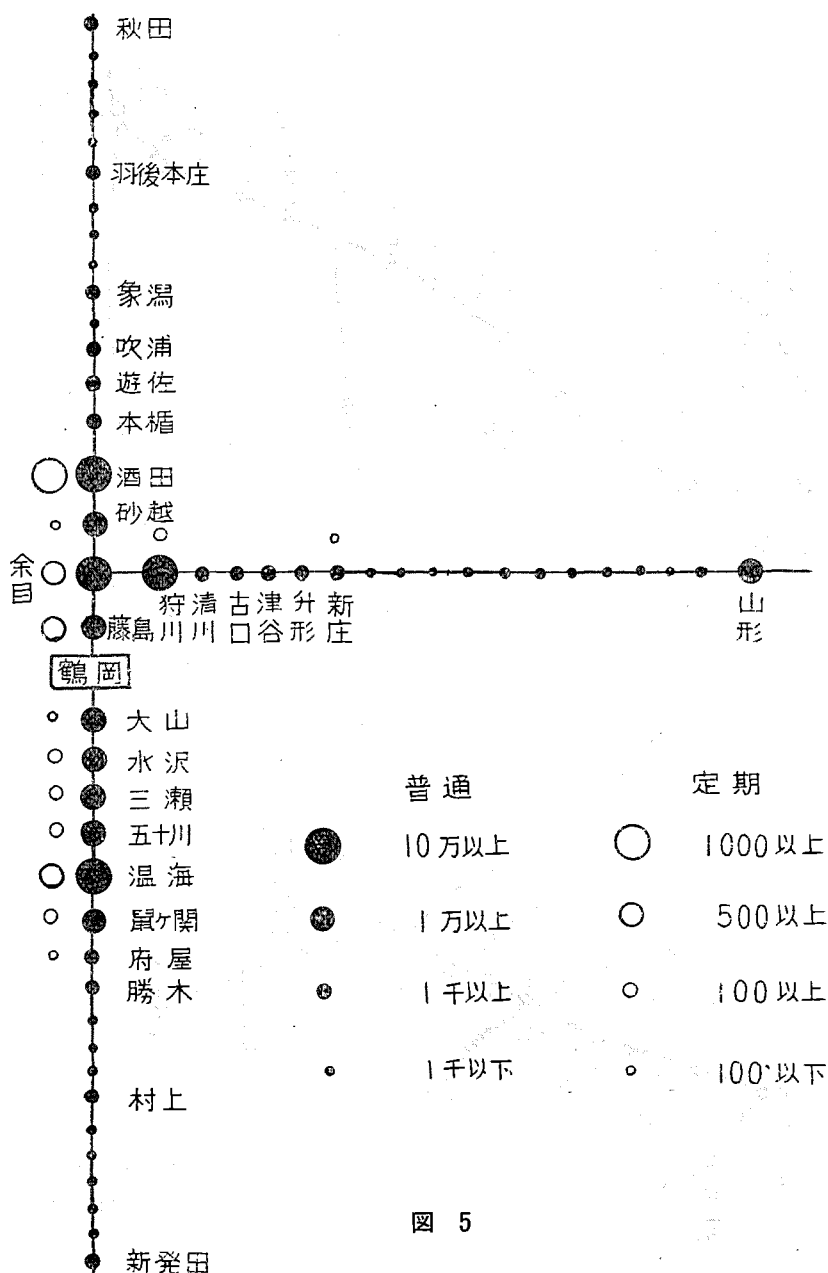 秋田
羽後本庄
象潟
吹浦
遊佐
本楯
酒田
砂越
余目
狩川
清川
古口
津谷
升形
新庄
山形
藤島
鶴岡
大山
水沢
三瀬
五十川
温海
鼠ヶ関
府屋
勝木
村上
新発田
普通 定期
10万以上 1000以上
1万以上 500以上
1千以上 100以上
1千以下 100以下
図 5